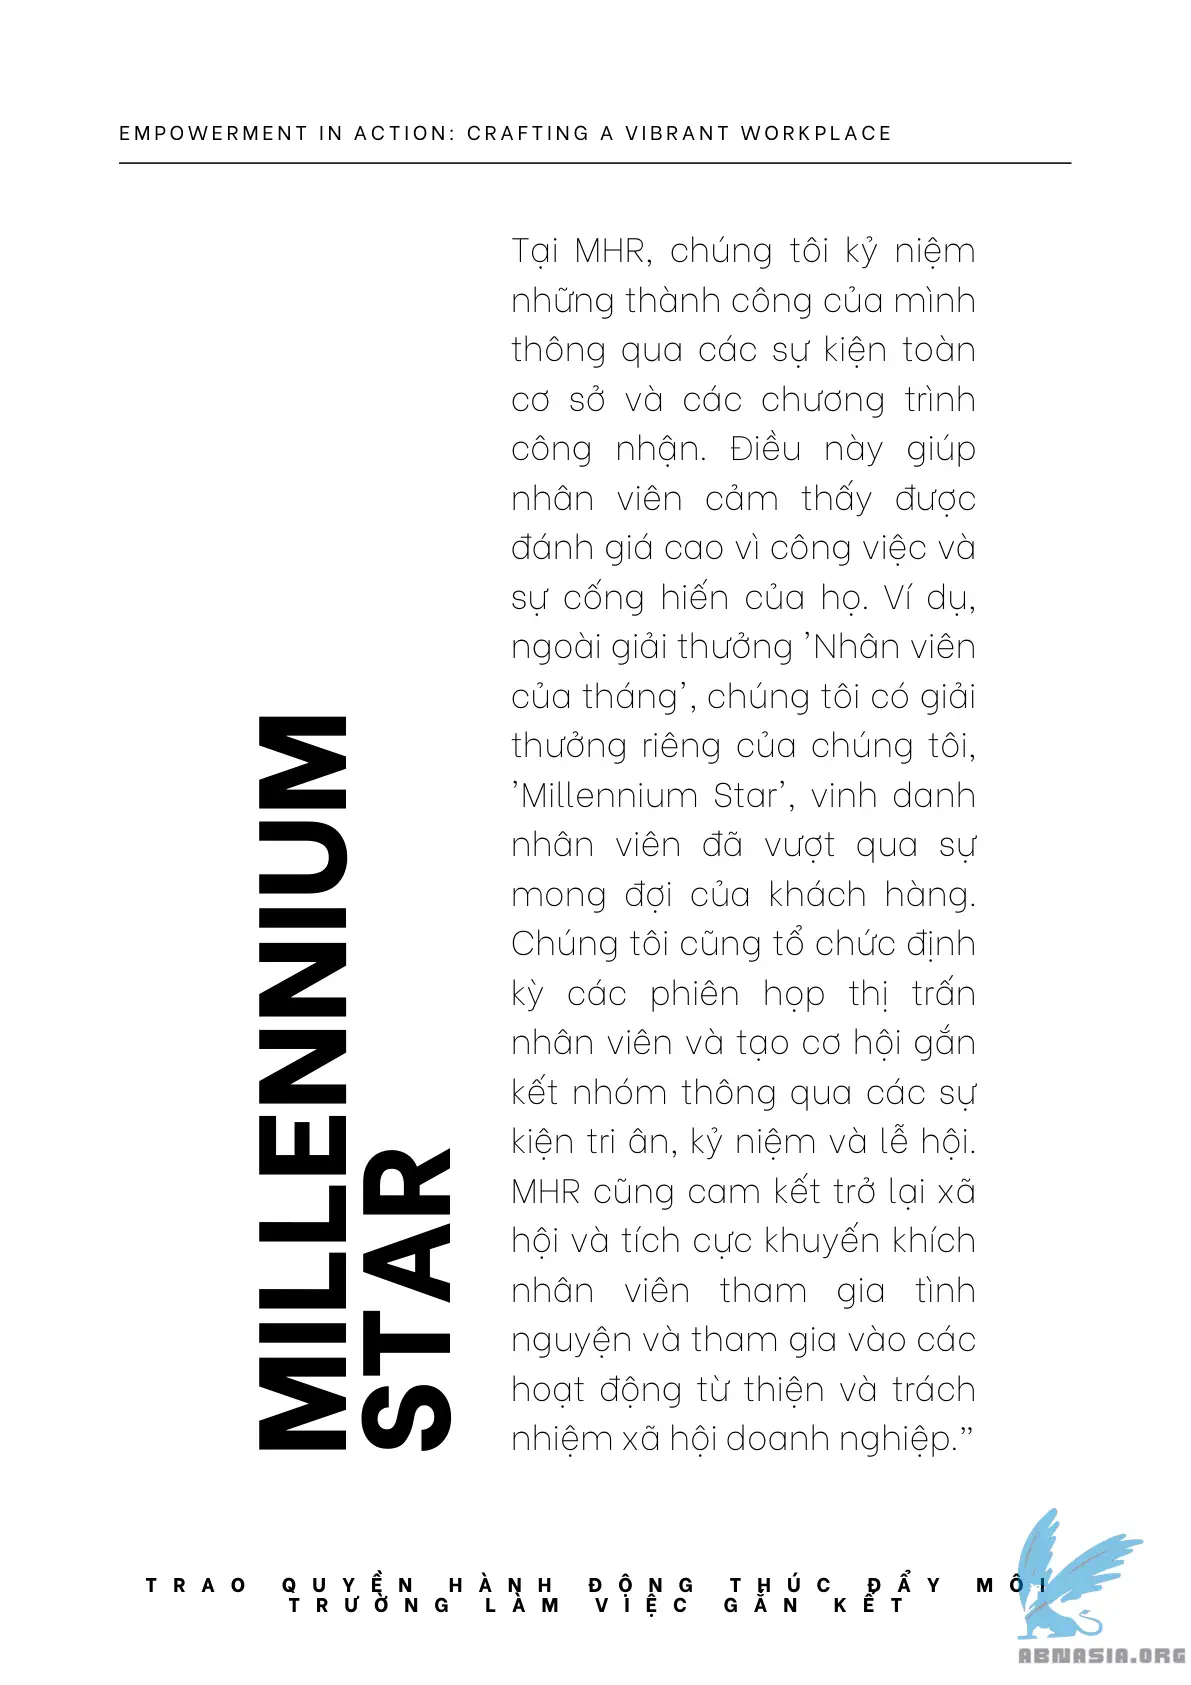 EMPOWERMENT IN ACTION: CRAFTING A VIBRANT WORKPLACE
Tại MHR, chúng tôi kỷ niệm
những thành công của mình
thông qua các sự kiện toàn
cơ sở và các chương trình
công nhận. Điều này giúp
nhân viên cảm thấy được
đánh giá cao vì công việc và
sự cống hiến của họ. Ví dụ,
ngoài giải thưởng 'Nhân viên
của tháng', chúng tôi có giải
thưởng riêng của chúng tôi,
'Millennium Star', vinh danh
nhân viên đã vượt qua sự
mong đợi của khách hàng.
Chúng tôi cũng tổ chức định
kỳ các phiên họp thị trấn
nhân viên và tạo cơ hội gắn
kết nhóm thông qua các sự
kiện tri ân, kỷ niệm và lễ hội.
MHR cũng cam kết trở lại xã
hội và tích cực khuyến khích
nhân viên tham gia tình
nguyện và tham gia vào các
hoạt động từ thiện và trách
nhiệm xã hội doanh nghiệp.”
MILLENNIUM
STAR
TRAO QUYỀN HÀNH ĐỘNG THÚC ĐẨY MÔI
TRƯỜNG LÀM VIỆC GẮN KẾT
ABNASIA.ORG